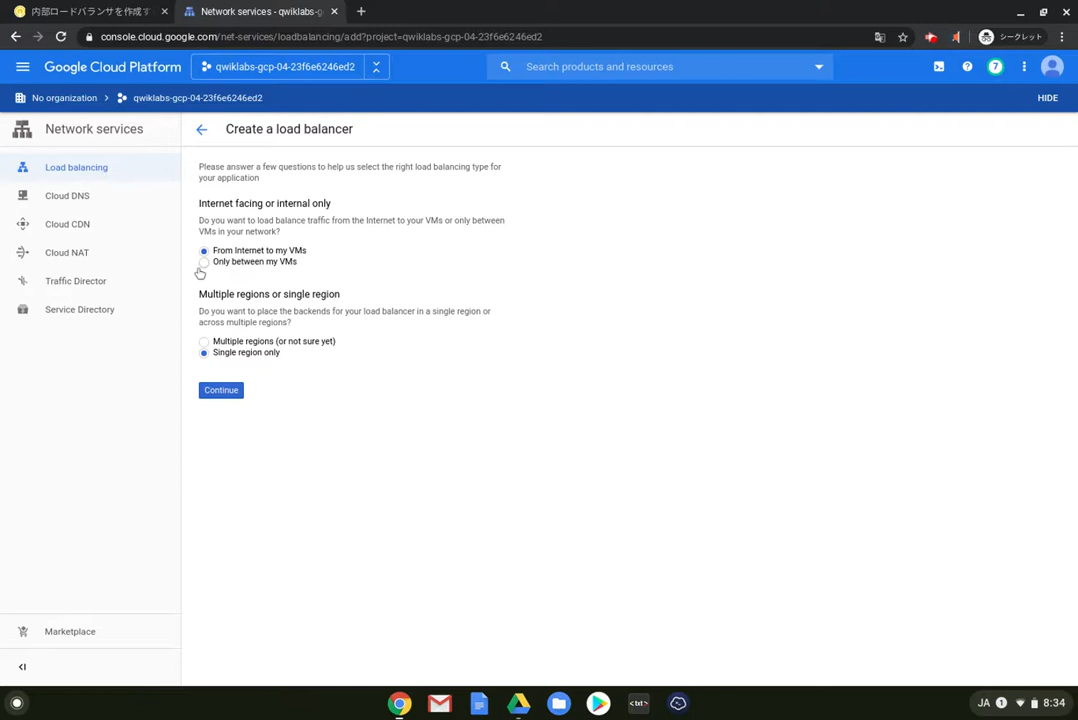 内部ロードバランサを作成す
Network services - qwiklabs-g
console.cloud.google.com/net-services/loadbalancing/add?project=qwiklabs-gcp-04-23f6e6246ed2
シークレット
Google Cloud Platform
qwiklabs-gcp-04-23f6e6246ed2
Search products and resources
7
No organization
qwiklabs-gcp-04-23f6e6246ed2
HIDE
Network services
Create a load balancer
Load balancing
Cloud DNS
Cloud CDN
Cloud NAT
Traffic Director
Service Directory
Please answer a few questions to help us select the right load balancing type for
your application
Internet facing or internal only
Do you want to load balance traffic from the Internet to your VMs or only between
VMs in your network?
From Internet to my VMs
Only between my VMs
Multiple regions or single region
Do you want to place the backends for your load balancer in a single region or
across multiple regions?
Multiple regions (or not sure yet)
Single region only
Continue
Marketplace
<txt>
JA 1 8:34